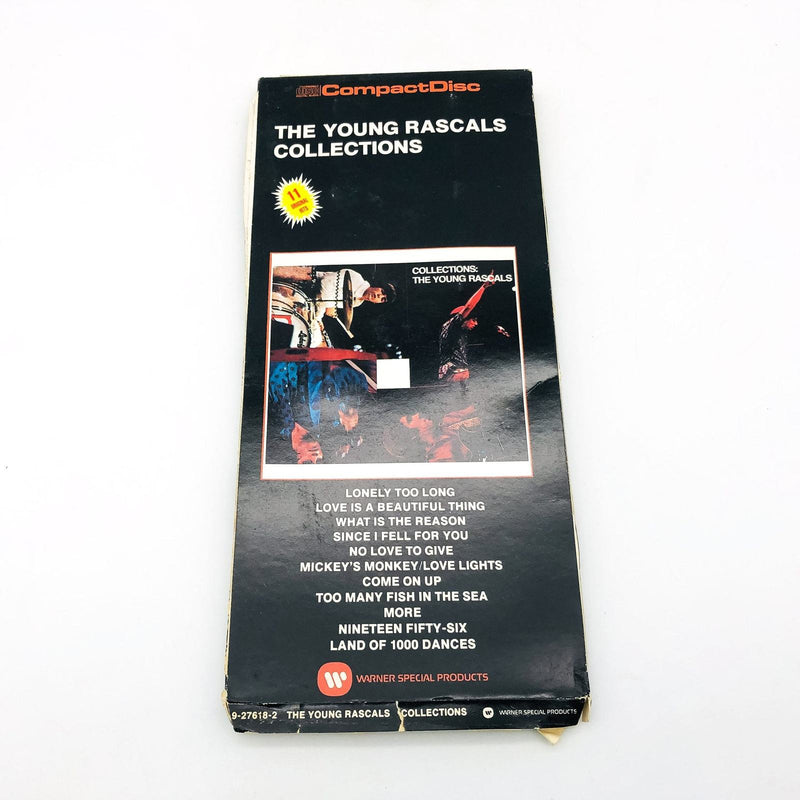 CompactDisc
THE YOUNG RASCALS
COLLECTIONS
11
ORIGINAL
HITS
COLLECTIONS:
THE YOUNG RASCALS
LONELY TOO LONG
LOVE IS A BEAUTIFUL THING
WHAT IS THE REASON
SINCE I FELL FOR YOU
NO LOVE TO GIVE
MICKEY'S MONKEY/LOVE LIGHTS
COME ON UP
TOO MANY FISH IN THE SEA
MORE
NINETEEN FIFTY-SIX
LAND OF 1000 DANCES
WARNER SPECIAL PRODUCTS
9-27618-2 THE YOUNG RASCALS COLLECTIONS WARNER SPECIAL PRODUCTS